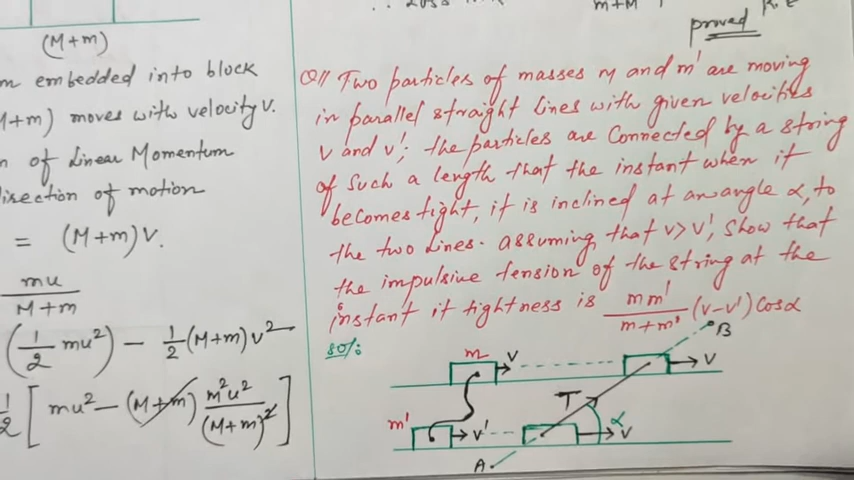 m+M
proved
(M+m)
m embedded into block
M+m) moves with velocity V.
n of Linear Momentum
direction of motion
= (M+m)V.
mu
M+m
(1/2 mu²) - 1/2 (M+m)v²
1/2 [ mu² - (M+m) m²u²/(M+m)² ]
Q11 Two particles of masses m and m' are moving
in parallel straight lines with given velocities
V and V'; the particles are Connected by a string
of Such a length that the instant when it
becomes tight, it is inclined at an angle α, to
the two Lines. assuming that V>V', Show that
the impulsive tension of the string at the
instant it tightness is mm'/m+m' (V-V') Cosα
Sol:
B
m V V
T
m' V' α V
A